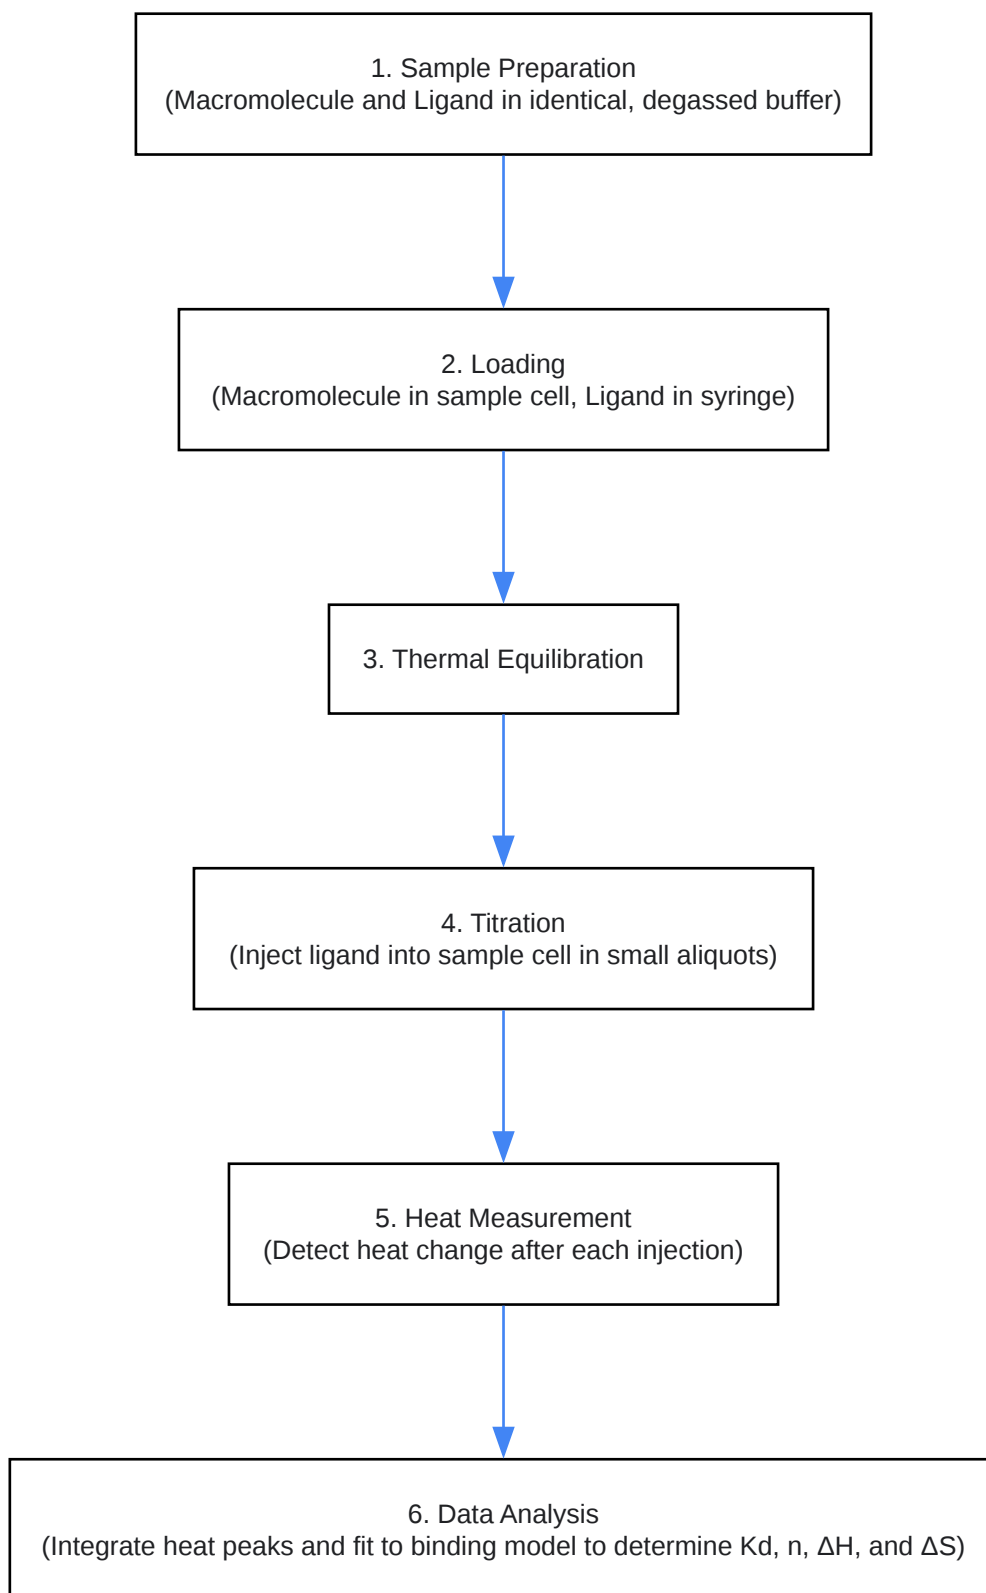 1. Sample Preparation
(Macromolecule and Ligand in identical, degassed buffer)
2. Loading
(Macromolecule in sample cell, Ligand in syringe)
3. Thermal Equilibration
4. Titration
(Inject ligand into sample cell in small aliquots)
5. Heat Measurement
(Detect heat change after each injection)
6. Data Analysis
(Integrate heat peaks and fit to binding model to determine Kd, n, ΔH, and ΔS)